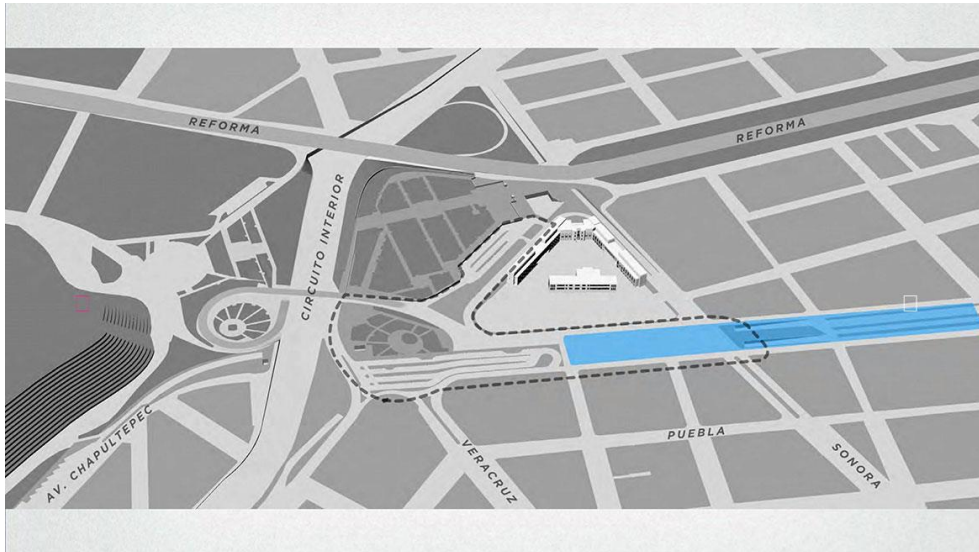 REFORMA
REFORMA
CIRCUITO INTERIOR
AV. CHAPULTEPEC
VERACRUZ
PUEBLA
SONORA